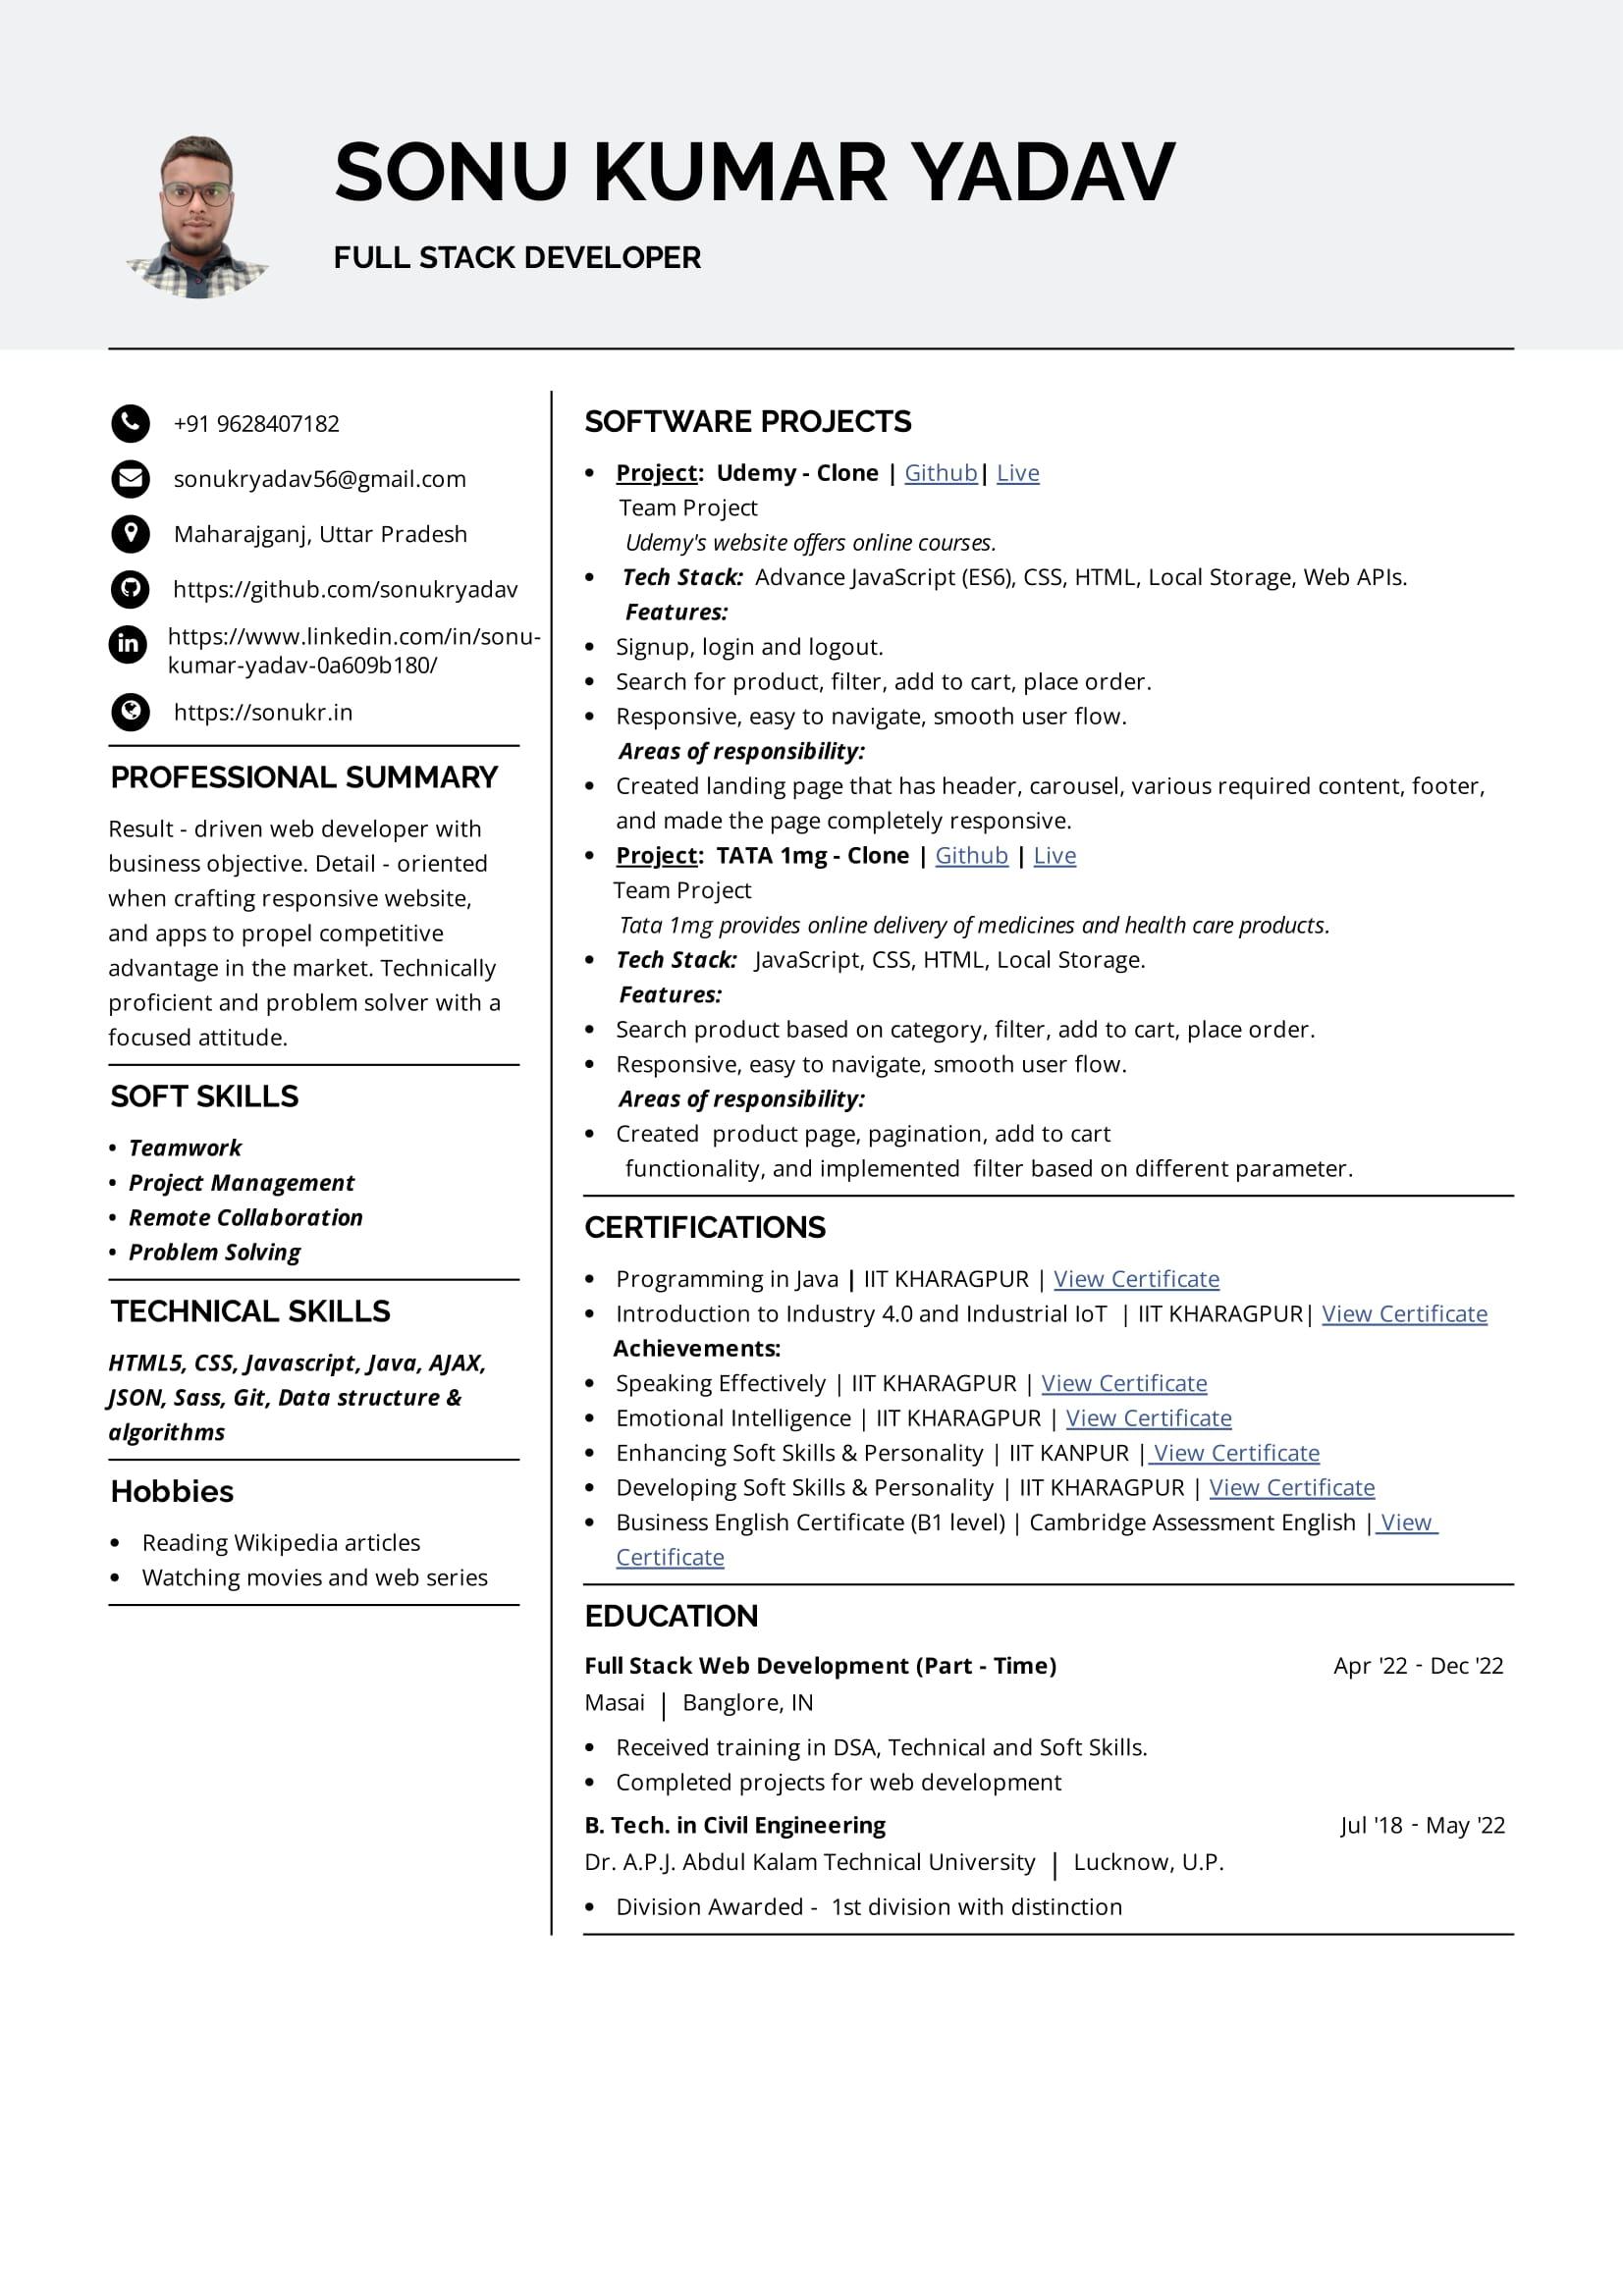 SONU KUMAR YADAV
FULL STACK DEVELOPER
+91 9628407182
sonukryadav56@gmail.com
Maharajganj, Uttar Pradesh
https://github.com/sonukryadav
https://www.linkedin.com/in/sonu-
kumar-yadav-0a609b180/
https://sonukr.in
PROFESSIONAL SUMMARY
Result - driven web developer with
business objective. Detail - oriented
when crafting responsive website,
and apps to propel competitive
advantage in the market. Technically
proficient and problem solver with a
focused attitude.
SOFT SKILLS
• Teamwork
• Project Management
• Remote Collaboration
• Problem Solving
TECHNICAL SKILLS
HTML5, CSS, Javascript, Java, AJAX,
JSON, Sass, Git, Data structure &
algorithms
Hobbies
• Reading Wikipedia articles
• Watching movies and web series
SOFTWARE PROJECTS
• Project: Udemy - Clone | Github| Live
Team Project
Udemy's website offers online courses.
• Tech Stack: Advance JavaScript (ES6), CSS, HTML, Local Storage, Web APIs.
Features:
• Signup, login and logout.
• Search for product, filter, add to cart, place order.
• Responsive, easy to navigate, smooth user flow.
Areas of responsibility:
• Created landing page that has header, carousel, various required content, footer,
and made the page completely responsive.
• Project: TATA 1mg - Clone | Github | Live
Team Project
Tata 1mg provides online delivery of medicines and health care products.
• Tech Stack: JavaScript, CSS, HTML, Local Storage.
Features:
• Search product based on category, filter, add to cart, place order.
• Responsive, easy to navigate, smooth user flow.
Areas of responsibility:
• Created product page, pagination, add to cart
functionality, and implemented filter based on different parameter.
CERTIFICATIONS
• Programming in Java | IIT KHARAGPUR | View Certificate
• Introduction to Industry 4.0 and Industrial IoT | IIT KHARAGPUR| View Certificate
Achievements:
• Speaking Effectively | IIT KHARAGPUR | View Certificate
• Emotional Intelligence | IIT KHARAGPUR | View Certificate
• Enhancing Soft Skills & Personality | IIT KANPUR | View Certificate
• Developing Soft Skills & Personality | IIT KHARAGPUR | View Certificate
• Business English Certificate (B1 level) | Cambridge Assessment English | View
Certificate
EDUCATION
Full Stack Web Development (Part - Time) Apr '22 - Dec '22
Masai | Banglore, IN
• Received training in DSA, Technical and Soft Skills.
• Completed projects for web development
B. Tech. in Civil Engineering Jul '18 - May '22
Dr. A.P.J. Abdul Kalam Technical University | Lucknow, U.P.
• Division Awarded - 1st division with distinction